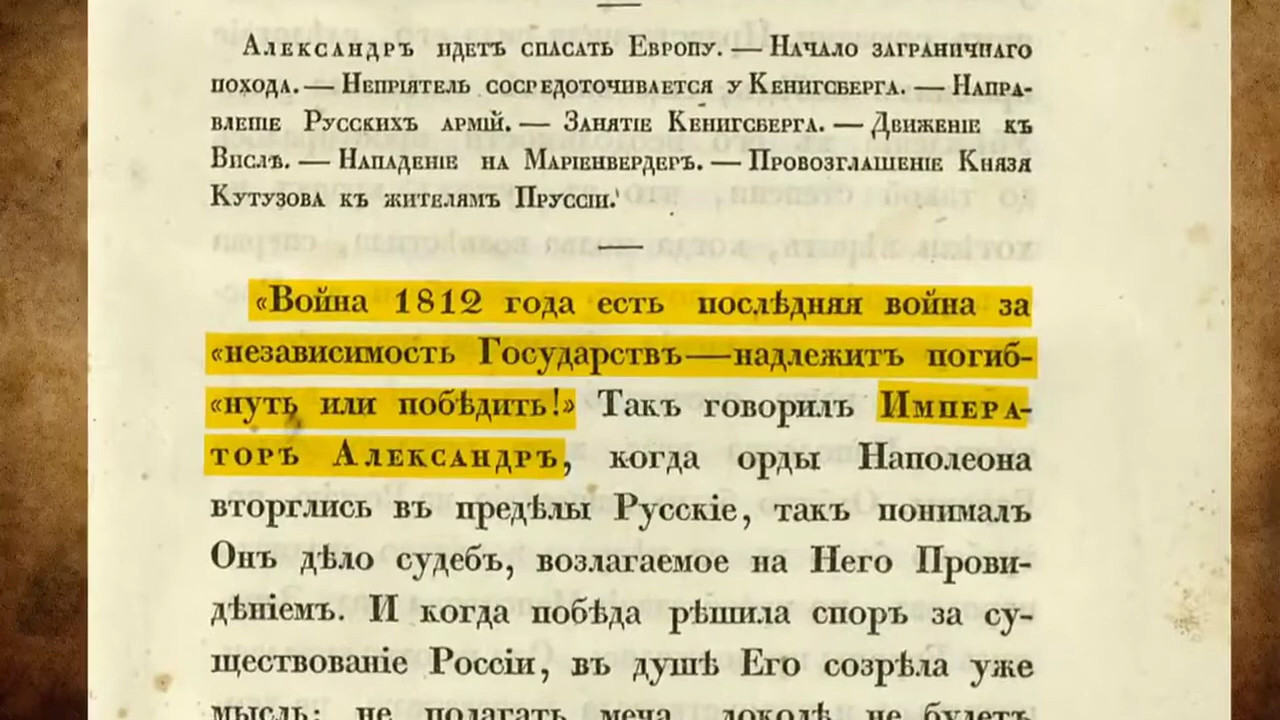 Александръ идетъ спасать Европу. — Начало заграничнаго
похода. — Непріятель сосредоточивается у Кенигсберга. — Напра-
вленіе Русскихъ армій. — Занятіе Кенигсберга. — Движеніе къ
Вислѣ. — Нападеніе на Маріенвердеръ. — Провозглашеніе Князя
Кутузова къ жителямъ Пруссіи.
«Война 1812 года есть послѣдняя война за
«независимость Государствъ—надлежитъ погиб-
«нуть или побѣдить!» Такъ говорилъ Импера-
торъ Александръ, когда орды Наполеона
вторглись въ предѣлы Русскіе, такъ понималъ
Онъ дѣло судебъ, возлагаемое на Него Прови-
дѣніемъ. И когда побѣда рѣшила споръ за су-
ществованіе Россіи, въ душѣ Его созрѣла уже
мысль: не полагать меча, доколѣ не будетъ